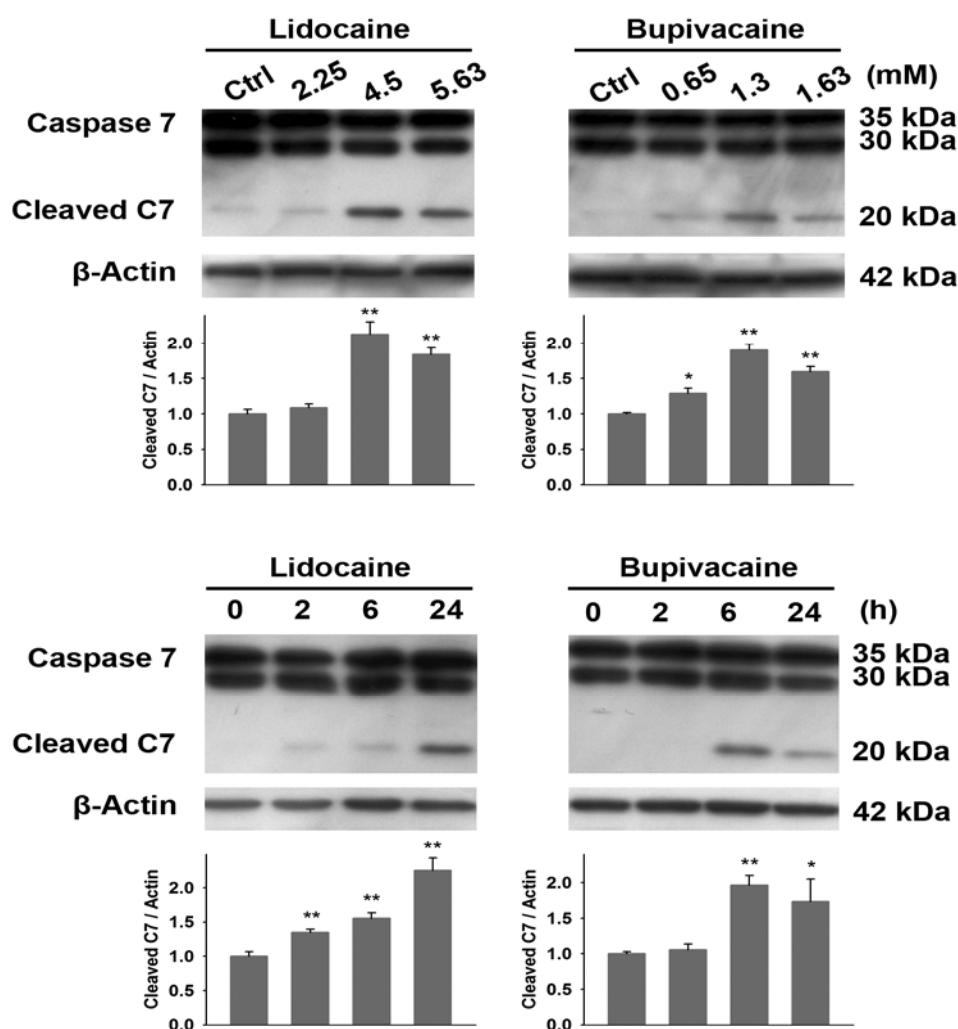 Lidocaine
Bupivacaine
Ctrl 2.25 4.5 5.63
Ctrl 0.65 1.3 1.63 (mM)
Caspase 7
35 kDa
30 kDa
Cleaved C7
20 kDa
β-Actin
42 kDa
Cleaved C7 / Actin
2.0
1.5
1.0
0.5
0.0
**
**
Cleaved C7 / Actin
2.0
1.5
1.0
0.5
0.0
*
**
**
Lidocaine
Bupivacaine
0 2 6 24
0 2 6 24 (h)
Caspase 7
35 kDa
30 kDa
Cleaved C7
20 kDa
β-Actin
42 kDa
Cleaved C7 / Actin
2.0
1.5
1.0
0.5
0.0
**
**
**
Cleaved C7 / Actin
2.0
1.5
1.0
0.5
0.0
**
*